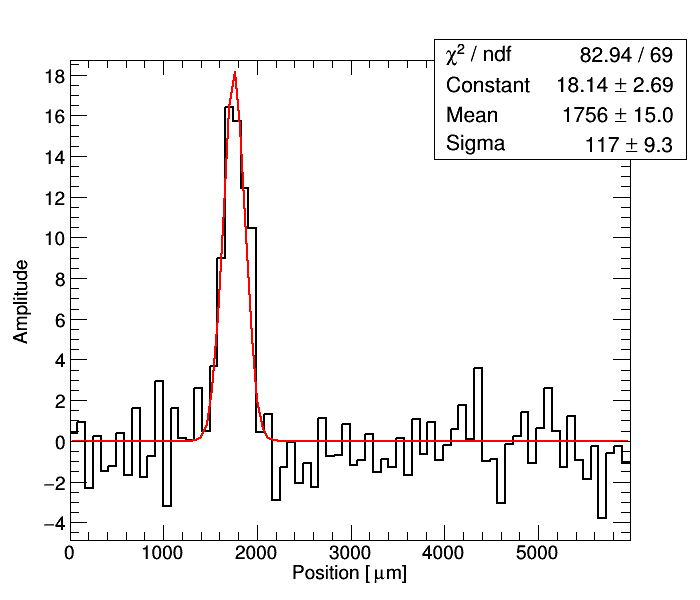 χ² / ndf 82.94 / 69
Constant 18.14 ± 2.69
Mean 1756 ± 15.0
Sigma 117 ± 9.3
18
16
14
12
10
8
6
4
2
0
−2
−4
Amplitude
0 1000 2000 3000 4000 5000
Position [ μm]